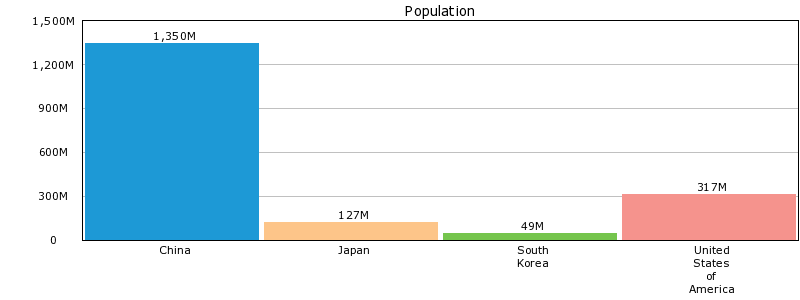 Population
1,500M
1,350M
1,200M
900M
600M
300M
317M
127M
49M
0
China
Japan
South
Korea
United
States
of
America